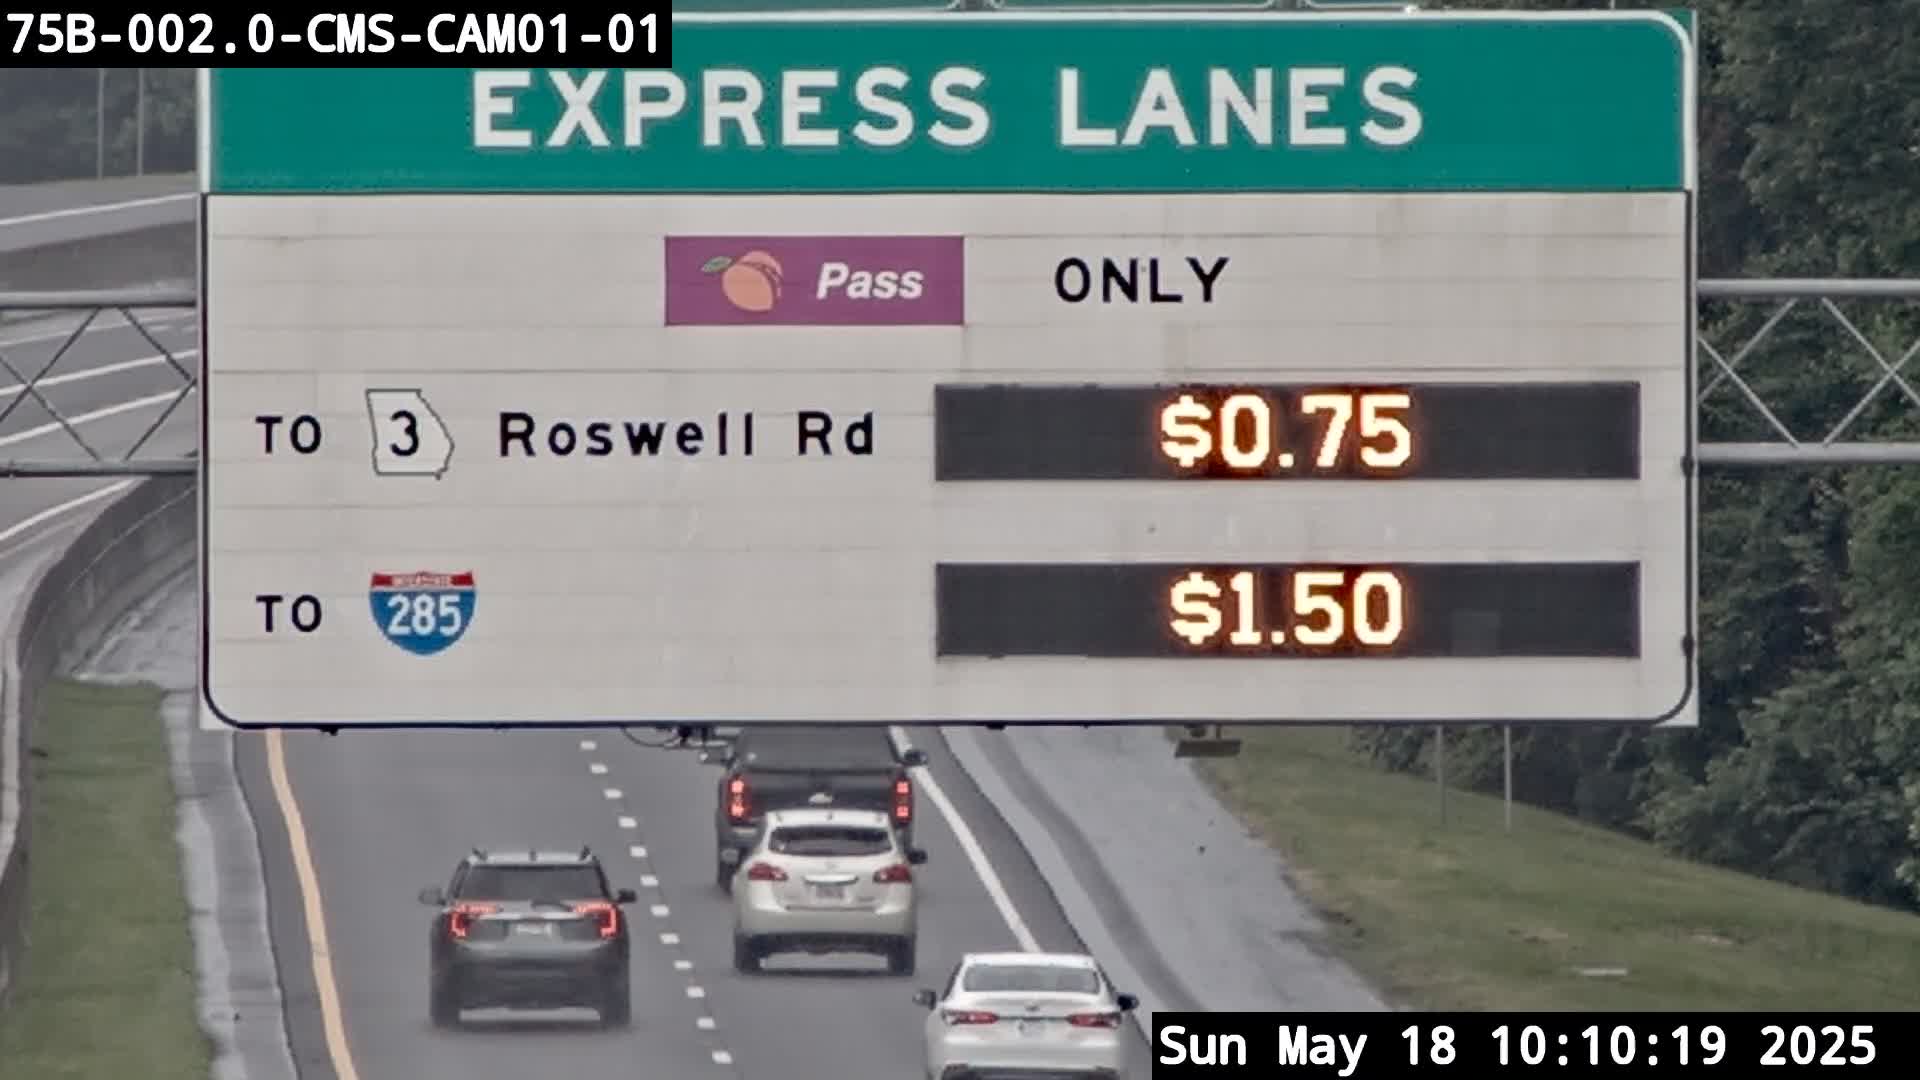 75B-002.0-CMS-CAM01-01
EXPRESS LANES
Pass ONLY
TO 3 Roswell Rd $0.75
TO 285 $1.50
Sun May 18 10:10:19 2025